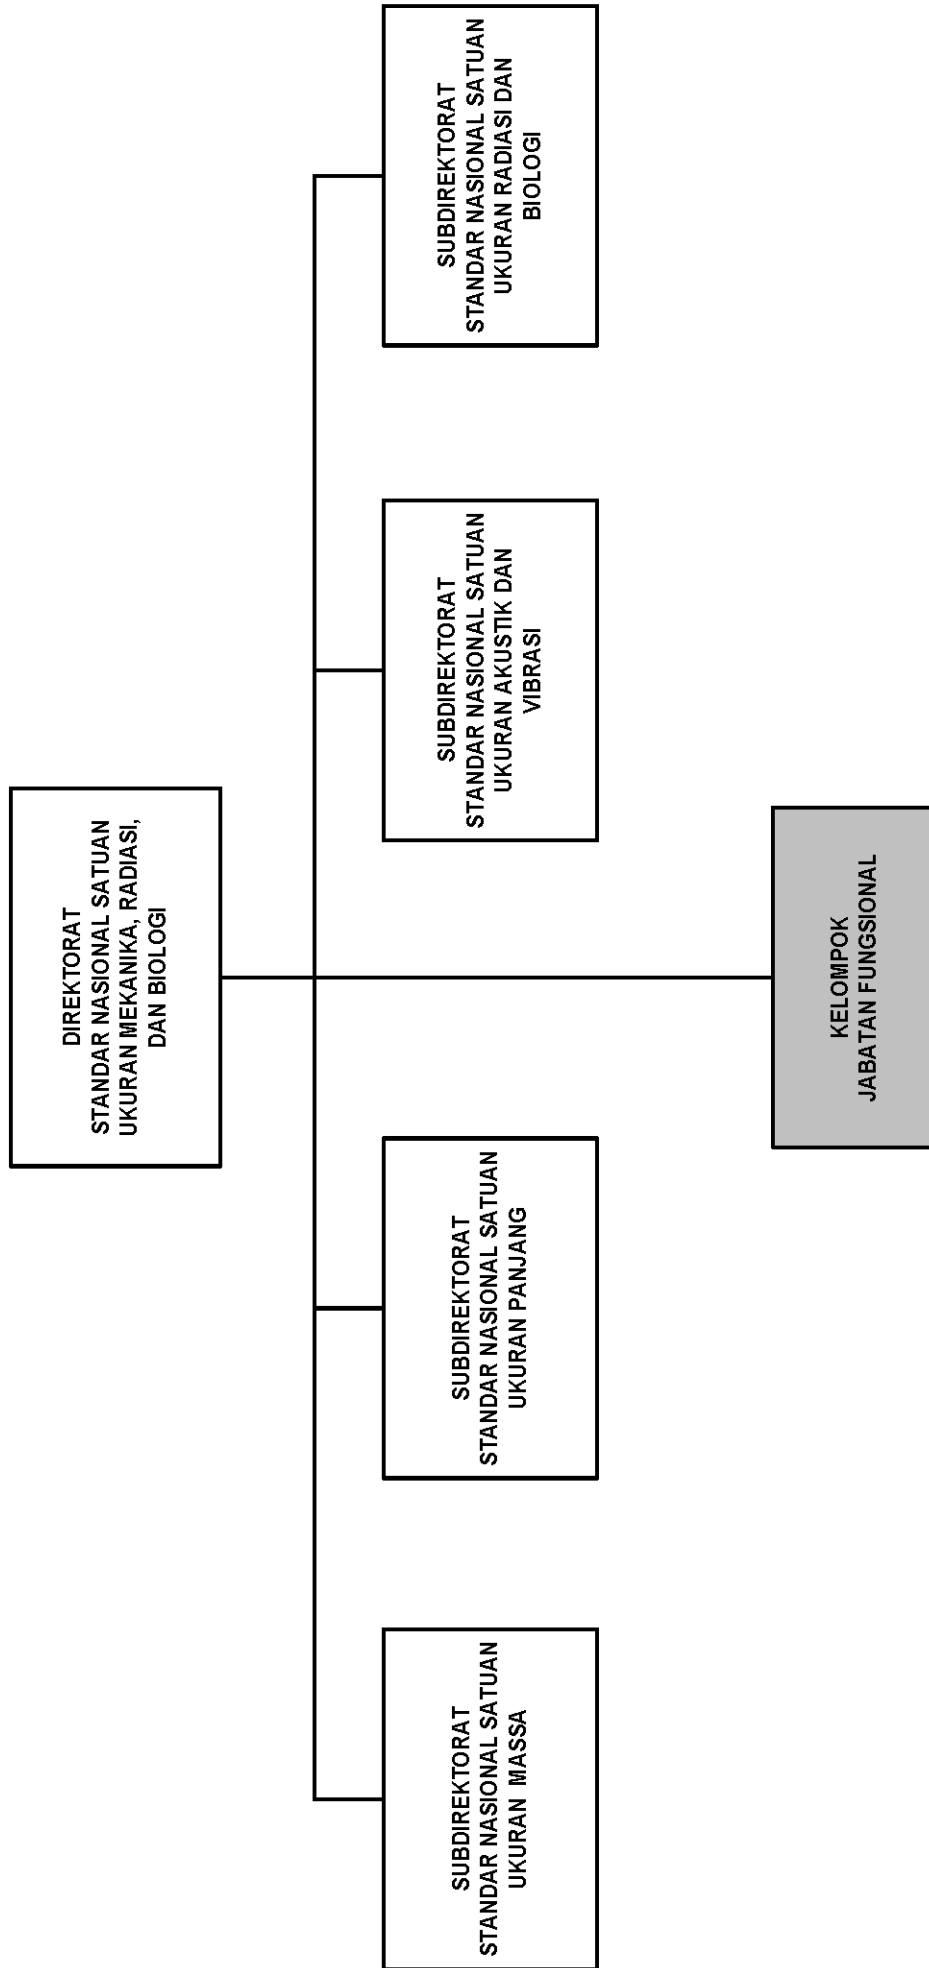 DIREKTORAT
STANDAR NASIONAL SATUAN
UKURAN MEKANIKA, RADIASI,
DAN BIOLOGI
SUBDIREKTORAT
STANDAR NASIONAL SATUAN
UKURAN MASSA
SUBDIREKTORAT
STANDAR NASIONAL SATUAN
UKURAN PANJANG
SUBDIREKTORAT
STANDAR NASIONAL SATUAN
UKURAN AKUSTIK DAN
VIBRASI
SUBDIREKTORAT
STANDAR NASIONAL SATUAN
UKURAN RADIASI DAN
BIOLOGI
KELOMPOK
JABATAN FUNGSIONAL